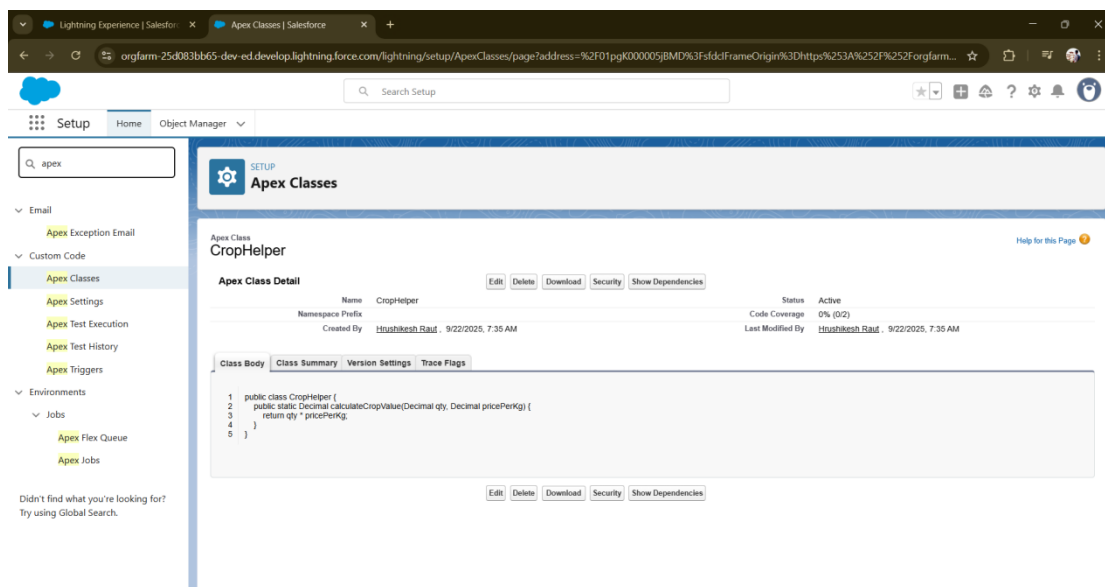 Lightning Experience | Salesforc
Apex Classes | Salesforce
orgfarm-25d083bb65-dev-ed.develop.lightning.force.com/lightning/setup/ApexClasses/page?address=%2F01pgK000005jBMD%3FsfdcIFrameOrigin%3Dhttps%253A%252F%252Forgfarm...
Search Setup
Setup Home Object Manager
apex
SETUP
Apex Classes
Email
Apex Exception Email
Custom Code
Apex Classes
Apex Settings
Apex Test Execution
Apex Test History
Apex Triggers
Environments
Jobs
Apex Flex Queue
Apex Jobs
Didn't find what you're looking for?
Try using Global Search.
Apex Class
CropHelper
Help for this Page
Apex Class Detail Edit Delete Download Security Show Dependencies
Name CropHelper Status Active
Namespace Prefix Code Coverage 0% (0/2)
Created By Hrushikesh Raut , 9/22/2025, 7:35 AM Last Modified By Hrushikesh Raut , 9/22/2025, 7:35 AM
Class Body Class Summary Version Settings Trace Flags
1 public class CropHelper {
2 public static Decimal calculateCropValue(Decimal qty, Decimal pricePerKg) {
3 return qty * pricePerKg;
4 }
5 }
Edit Delete Download Security Show Dependencies